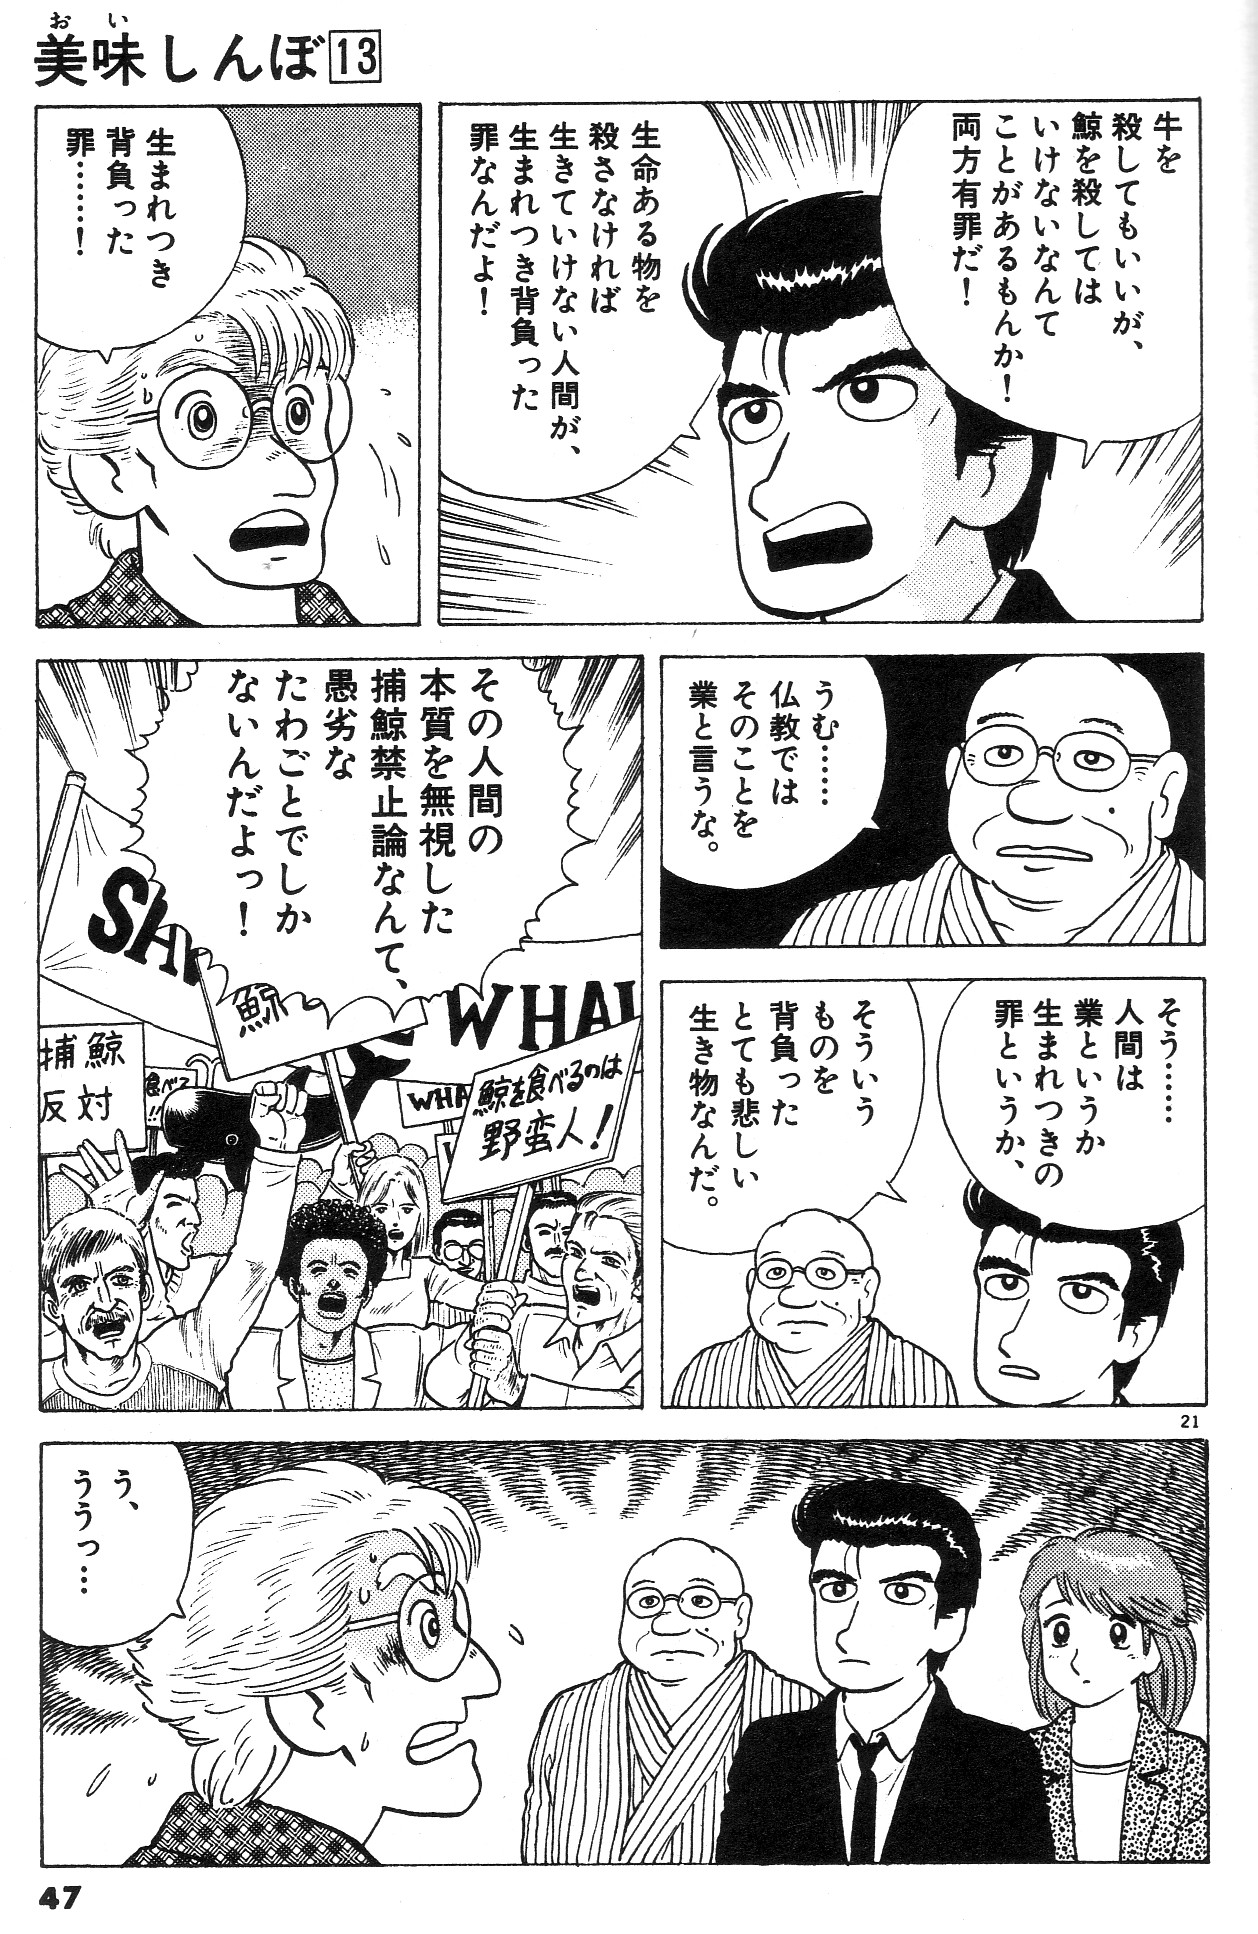 おい
美味しんぼ13
牛を
殺してもいいが、
鯨を殺しては
いけないなんて
ことがあるもんか！
両方有罪だ！
生命ある物を
殺さなければ
生きていけない人間が、
生まれつき背負った
罪なんだよ！
生まれつき
背負った
罪………！
うむ……
仏教では
そのことを
業と言うな。
そう……
人間は
業というか
生まれつきの
罪というか、
そういう
ものを
背負った
とても悲しい
生き物なんだ。
その人間の
本質を無視した
捕鯨禁止論なんて、
愚劣な
たわごとでしか
ないんだよっ！
鯨
WHAL
捕鯨
反対
食べて
!!
WHA
鯨を食べるのは
野蛮人！
21
う、
ううっ…
47